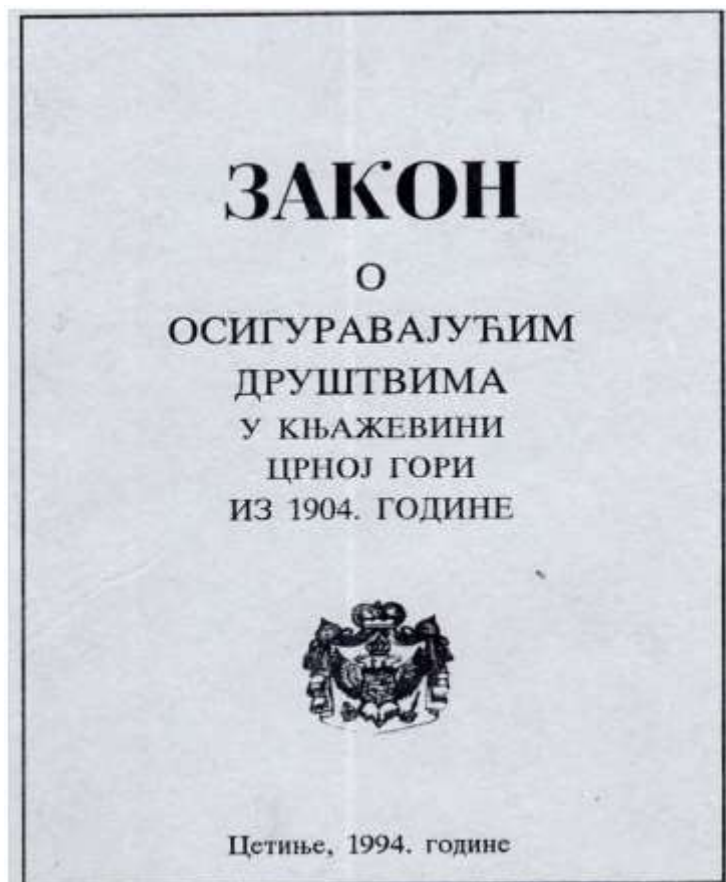 ЗАКОН
О
ОСИГУРАВАЈУЋИМ
ДРУШТВИМА
У КЊАЖЕВИНИ
ЦРНОЈ ГОРИ
ИЗ 1904. ГОДИНЕ
Цетиње, 1994. године